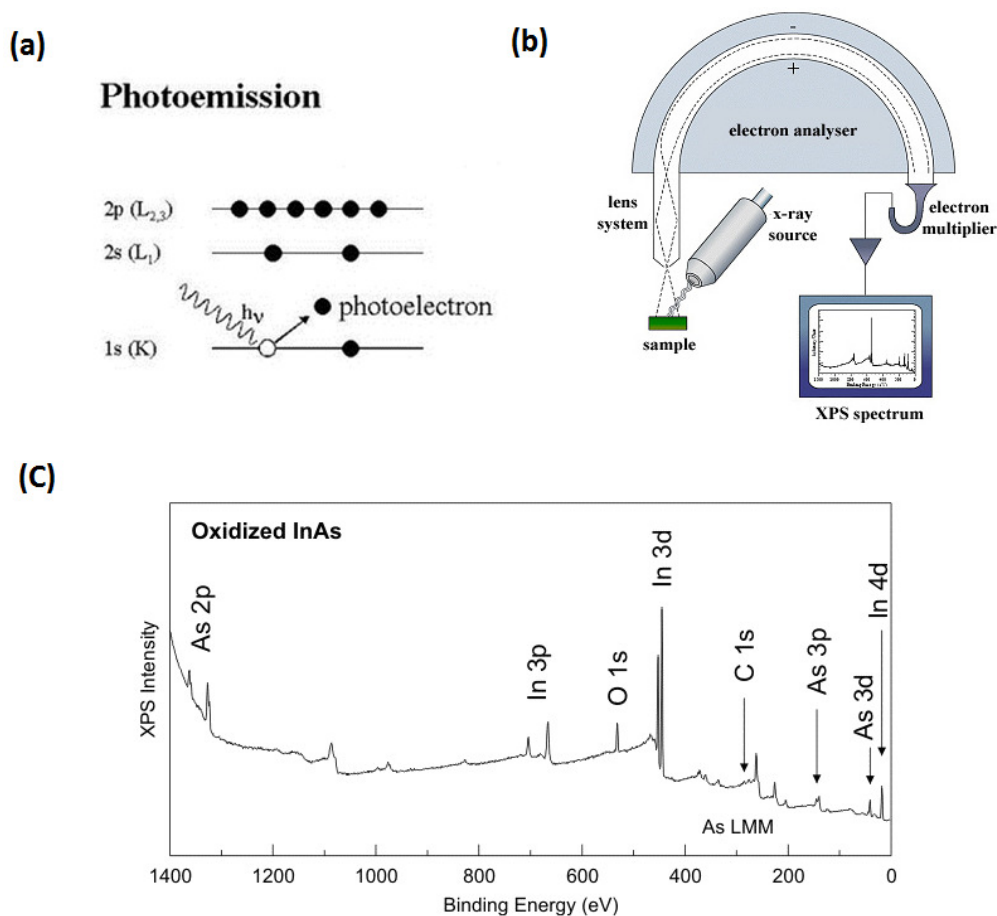 (a)
Photoemission
2p (L2,3)
2s (L1)
hν
photoelectron
1s (K)
(b)
-
+
electron analyser
lens
system
x-ray
source
electron
multiplier
sample
XPS spectrum
(C)
Oxidized InAs
As 2p
In 3p
O 1s
In 3d
C 1s
As 3p
As 3d
In 4d
As LMM
XPS Intensity
1400
1200
1000
800
600
400
200
0
Binding Energy (eV)